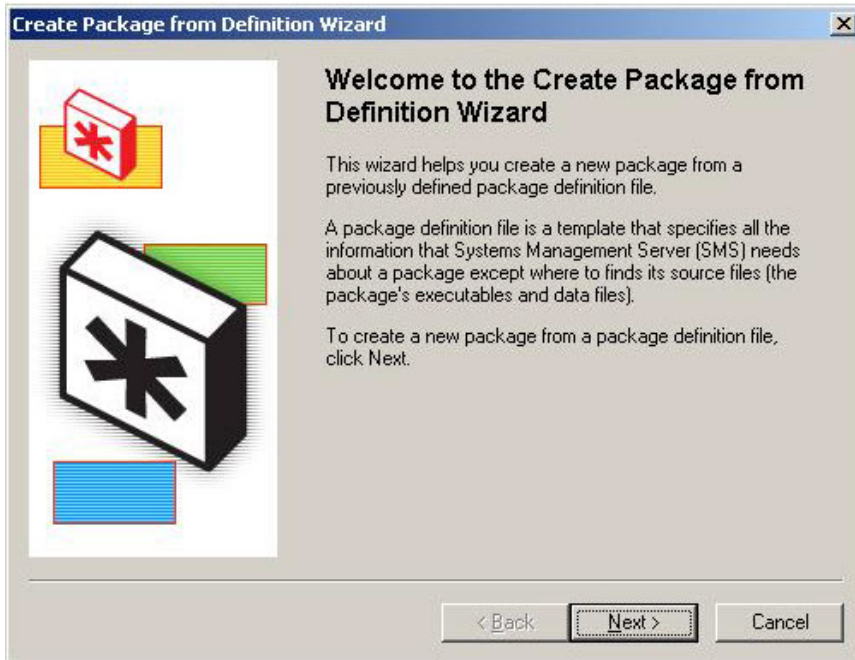 Create Package from Definition Wizard
Welcome to the Create Package from
Definition Wizard
This wizard helps you create a new package from a
previously defined package definition file.
A package definition file is a template that specifies all the
information that Systems Management Server (SMS) needs
about a package except where to finds its source files (the
package's executables and data files).
To create a new package from a package definition file,
click Next.
< Back
Next >
Cancel